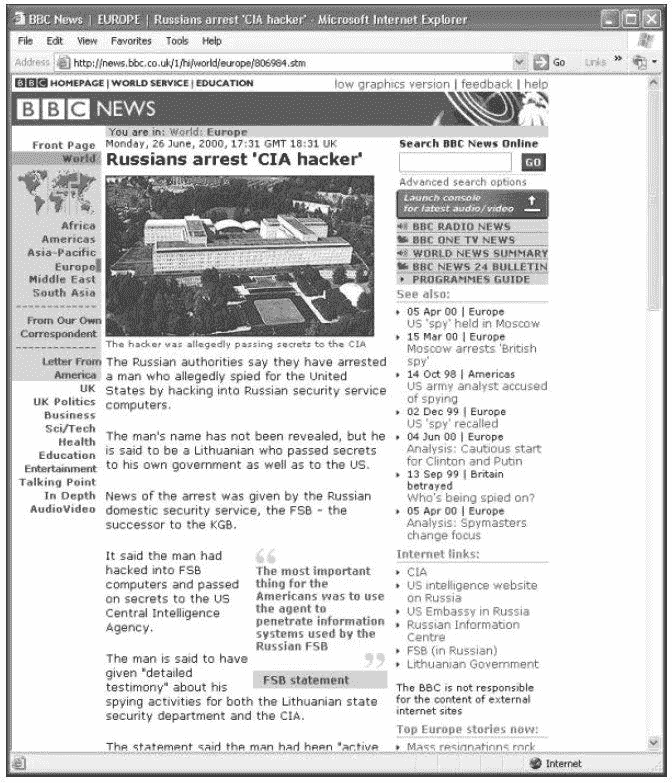 BBC News | EUROPE | Russians arrest 'CIA hacker' - Microsoft Internet Explorer
File Edit View Favorites Tools Help
Address http://news.bbc.co.uk/1/hi/world/europe/806984.stm Go Links »
BBC HOMEPAGE | WORLD SERVICE | EDUCATION
low graphics version | feedback | help
BBC NEWS
You are in: World: Europe
Front Page
World
Africa
Americas
Asia-Pacific
Europe
Middle East
South Asia
From Our Own
Correspondent
Letter From
America
UK
UK Politics
Business
Sci/Tech
Health
Education
Entertainment
Talking Point
In Depth
AudioVideo
Monday, 26 June, 2000, 17:31 GMT 18:31 UK
Russians arrest 'CIA hacker'
The hacker was allegedly passing secrets to the CIA
The Russian authorities say they have arrested
a man who allegedly spied for the United
States by hacking into Russian security service
computers.
The man's name has not been revealed, but he
is said to be a Lithuanian who passed secrets
to his own government as well as to the US.
News of the arrest was given by the Russian
domestic security service, the FSB - the
successor to the KGB.
It said the man had
hacked into FSB
computers and passed
on secrets to the US
Central Intelligence
Agency.
“
The most important
thing for the
Americans was to use
the agent to
penetrate information
systems used by the
Russian FSB
”
FSB statement
The man is said to have
given "detailed
testimony" about his
spying activities for both the Lithuanian state
security department and the CIA.
The statement said the man had been "active
Search BBC News Online
GO
Advanced search options
Launch console
for latest audio/video
BBC RADIO NEWS
BBC ONE TV NEWS
WORLD NEWS SUMMARY
BBC NEWS 24 BULLETIN
PROGRAMMES GUIDE
See also:
05 Apr 00 | Europe
US 'spy' held in Moscow
15 Mar 00 | Europe
Moscow arrests 'British
spy'
14 Oct 98 | Americas
US army analyst accused
of spying
02 Dec 99 | Europe
US 'spy' recalled
04 Jun 00 | Europe
Analysis: Cautious start
for Clinton and Putin
13 Sep 99 | Britain
betrayed
Who's being spied on?
05 Apr 00 | Europe
Analysis: Spymasters
change focus
Internet links:
CIA
US intelligence website
on Russia
US Embassy in Russia
Russian Information
Centre
FSB (in Russian)
Lithuanian Government
The BBC is not responsible
for the content of external
internet sites
Top Europe stories now:
Mass resignations rock
Internet